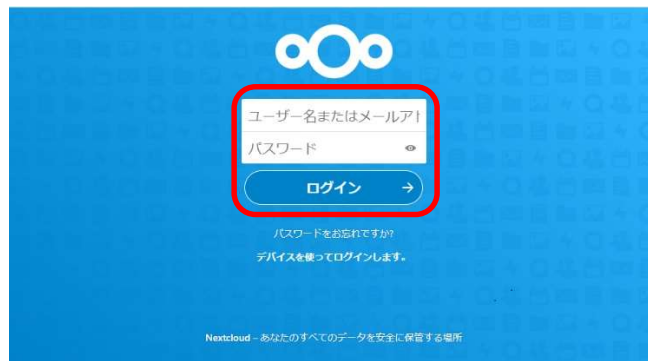 ユーザー名またはメールアト
パスワード
ログイン
パスワードをお忘れですか?
デバイスを使ってログインします。
Nextcloud – あなたのすべてのデータを安全に保管する場所